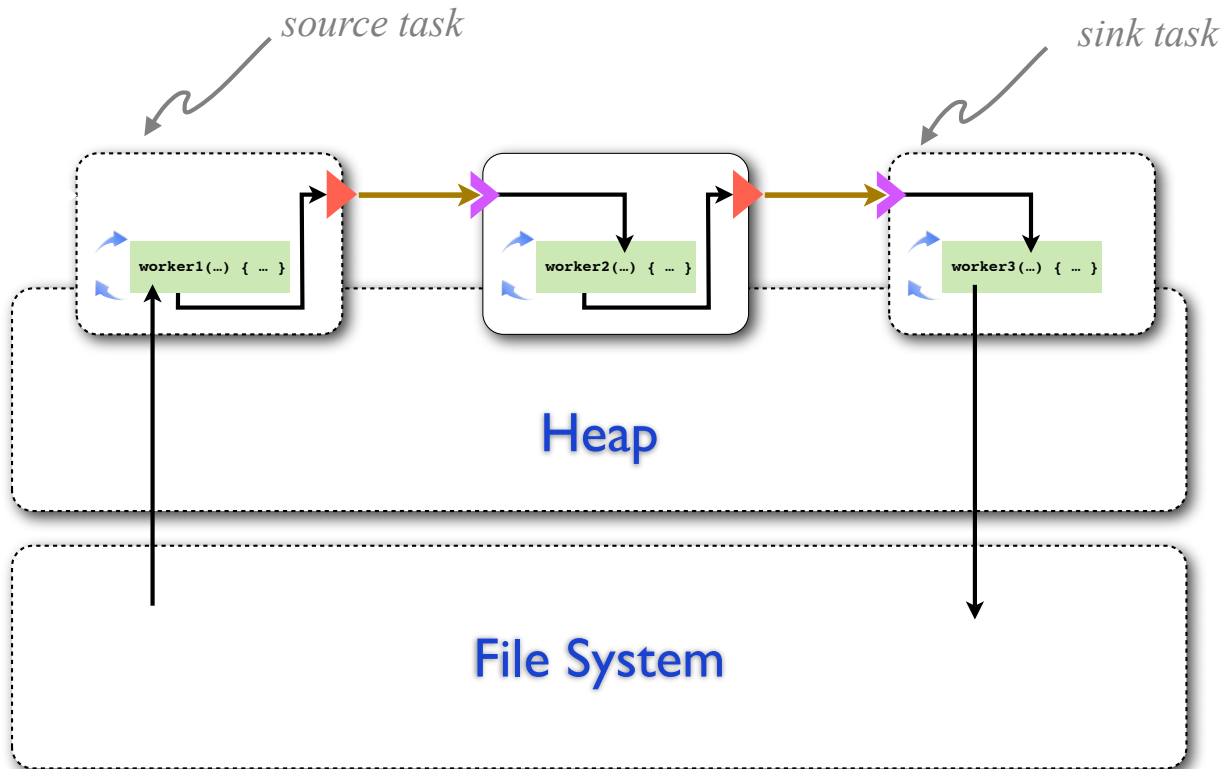 source task
sink task
worker1(…) { … }
worker2(…) { … }
worker3(…) { … }
Heap
File System